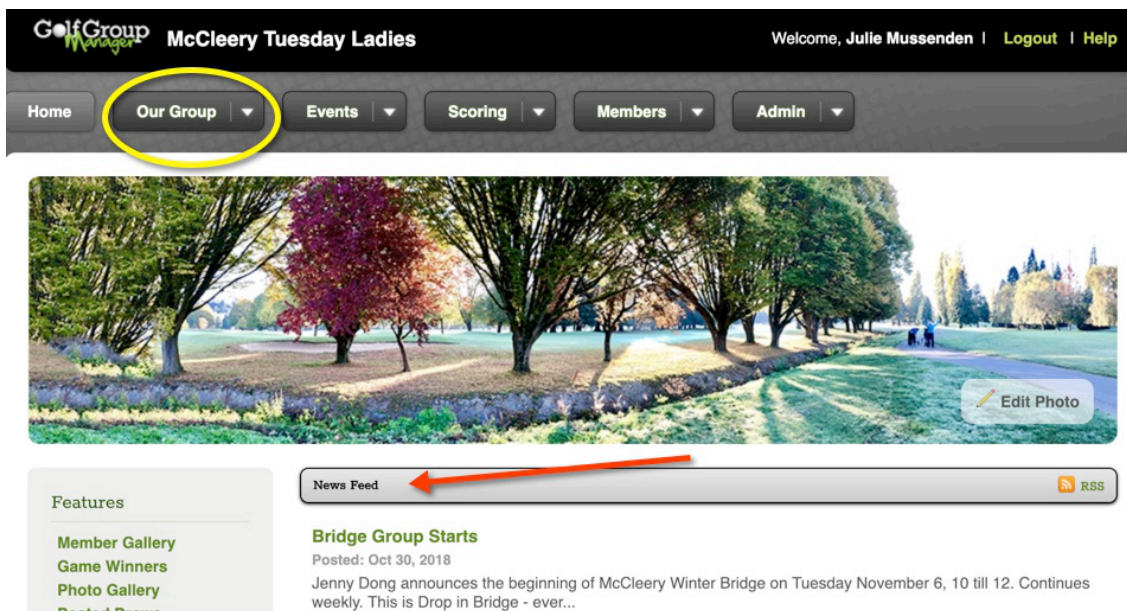 GolfGroup Manager McCleery Tuesday Ladies Welcome, Julie Mussenden | Logout | Help
Home Our Group Events Scoring Members Admin
Edit Photo
News Feed RSS
Features
Member Gallery
Game Winners
Photo Gallery
Bridge Group Starts
Posted: Oct 30, 2018
Jenny Dong announces the beginning of McCleery Winter Bridge on Tuesday November 6, 10 till 12. Continues
weekly. This is Drop in Bridge - ever...